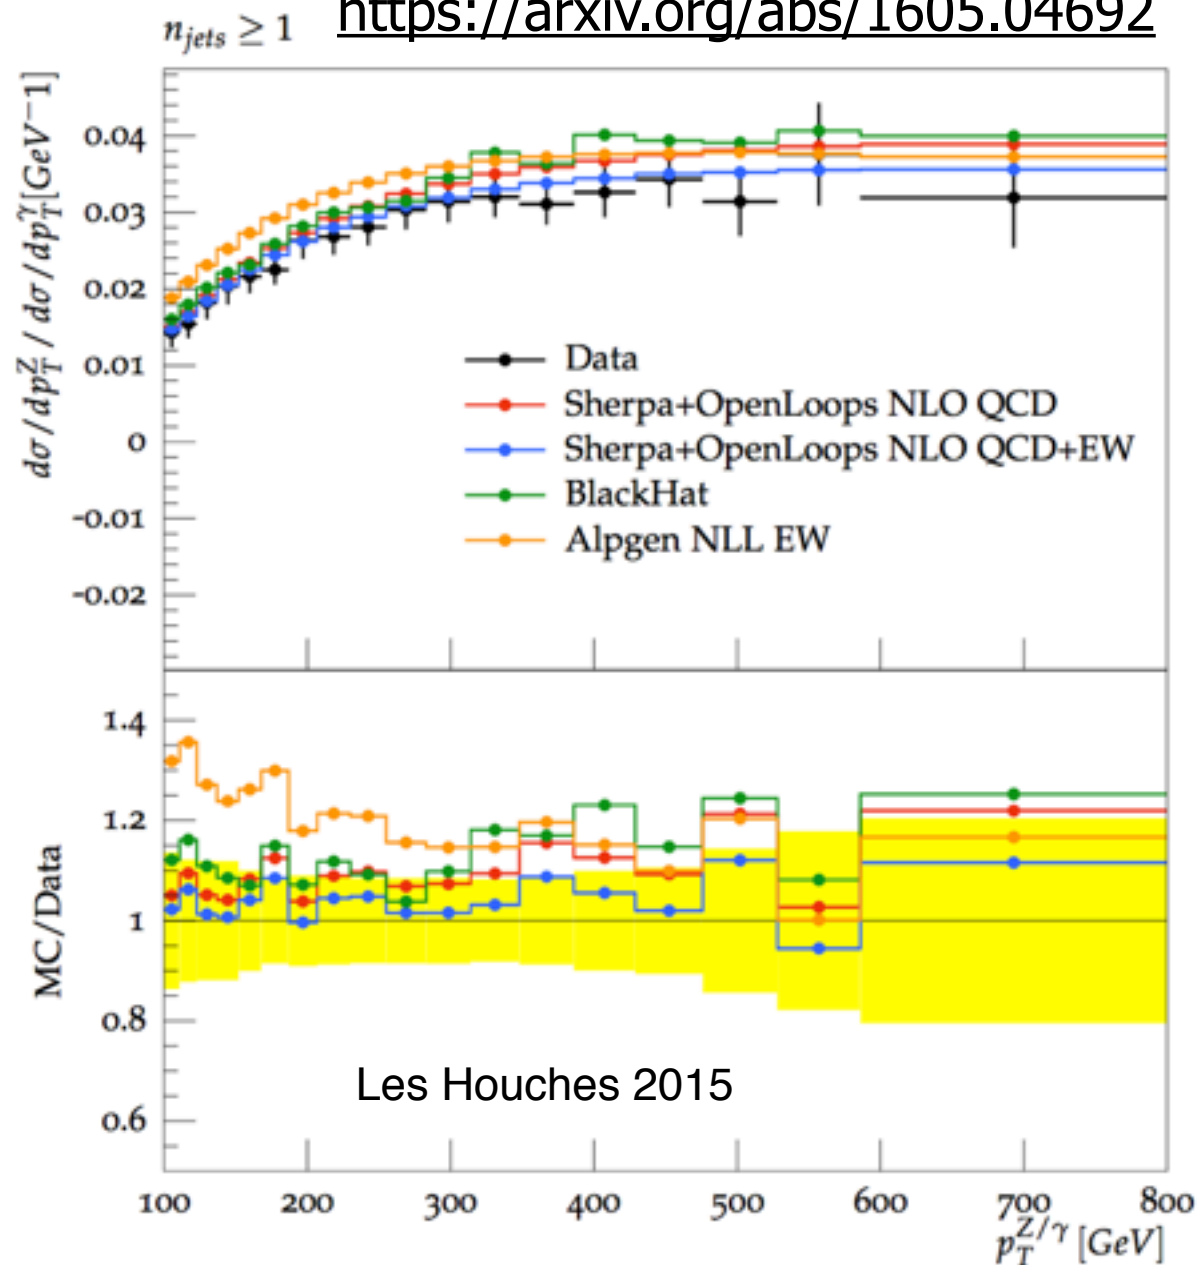 https://arxiv.org/abs/1605.04692
n_jets ≥ 1
dσ/dp_T^Z / dσ/dp_T^γ [GeV^−1]
0.04
0.03
0.02
0.01
0
-0.01
-0.02
Data
Sherpa+OpenLoops NLO QCD
Sherpa+OpenLoops NLO QCD+EW
BlackHat
Alpgen NLL EW
MC/Data
1.4
1.2
1
0.8
0.6
Les Houches 2015
100 200 300 400 500 600 700 800
p_T^{Z/γ} [GeV]